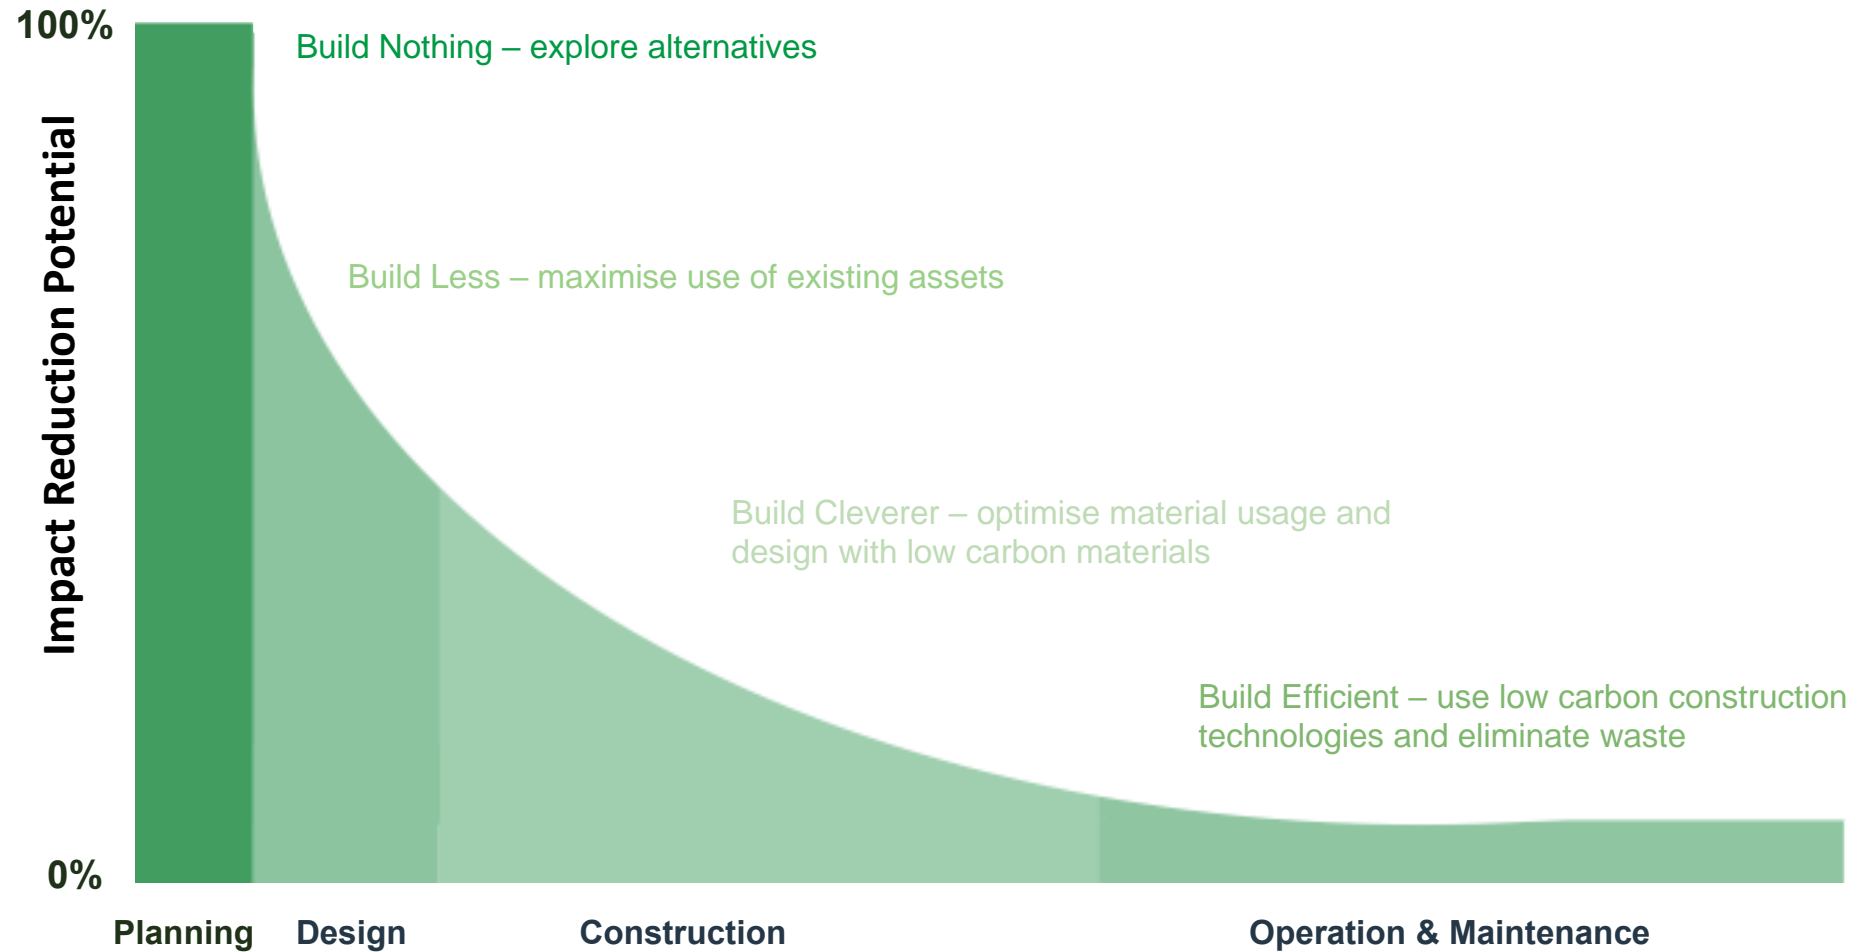 100%
Build Nothing – explore alternatives
Impact Reduction Potential
Build Less – maximise use of existing assets
Build Cleverer – optimise material usage and
design with low carbon materials
Build Efficient – use low carbon construction
technologies and eliminate waste
0%
Planning
Design
Construction
Operation & Maintenance